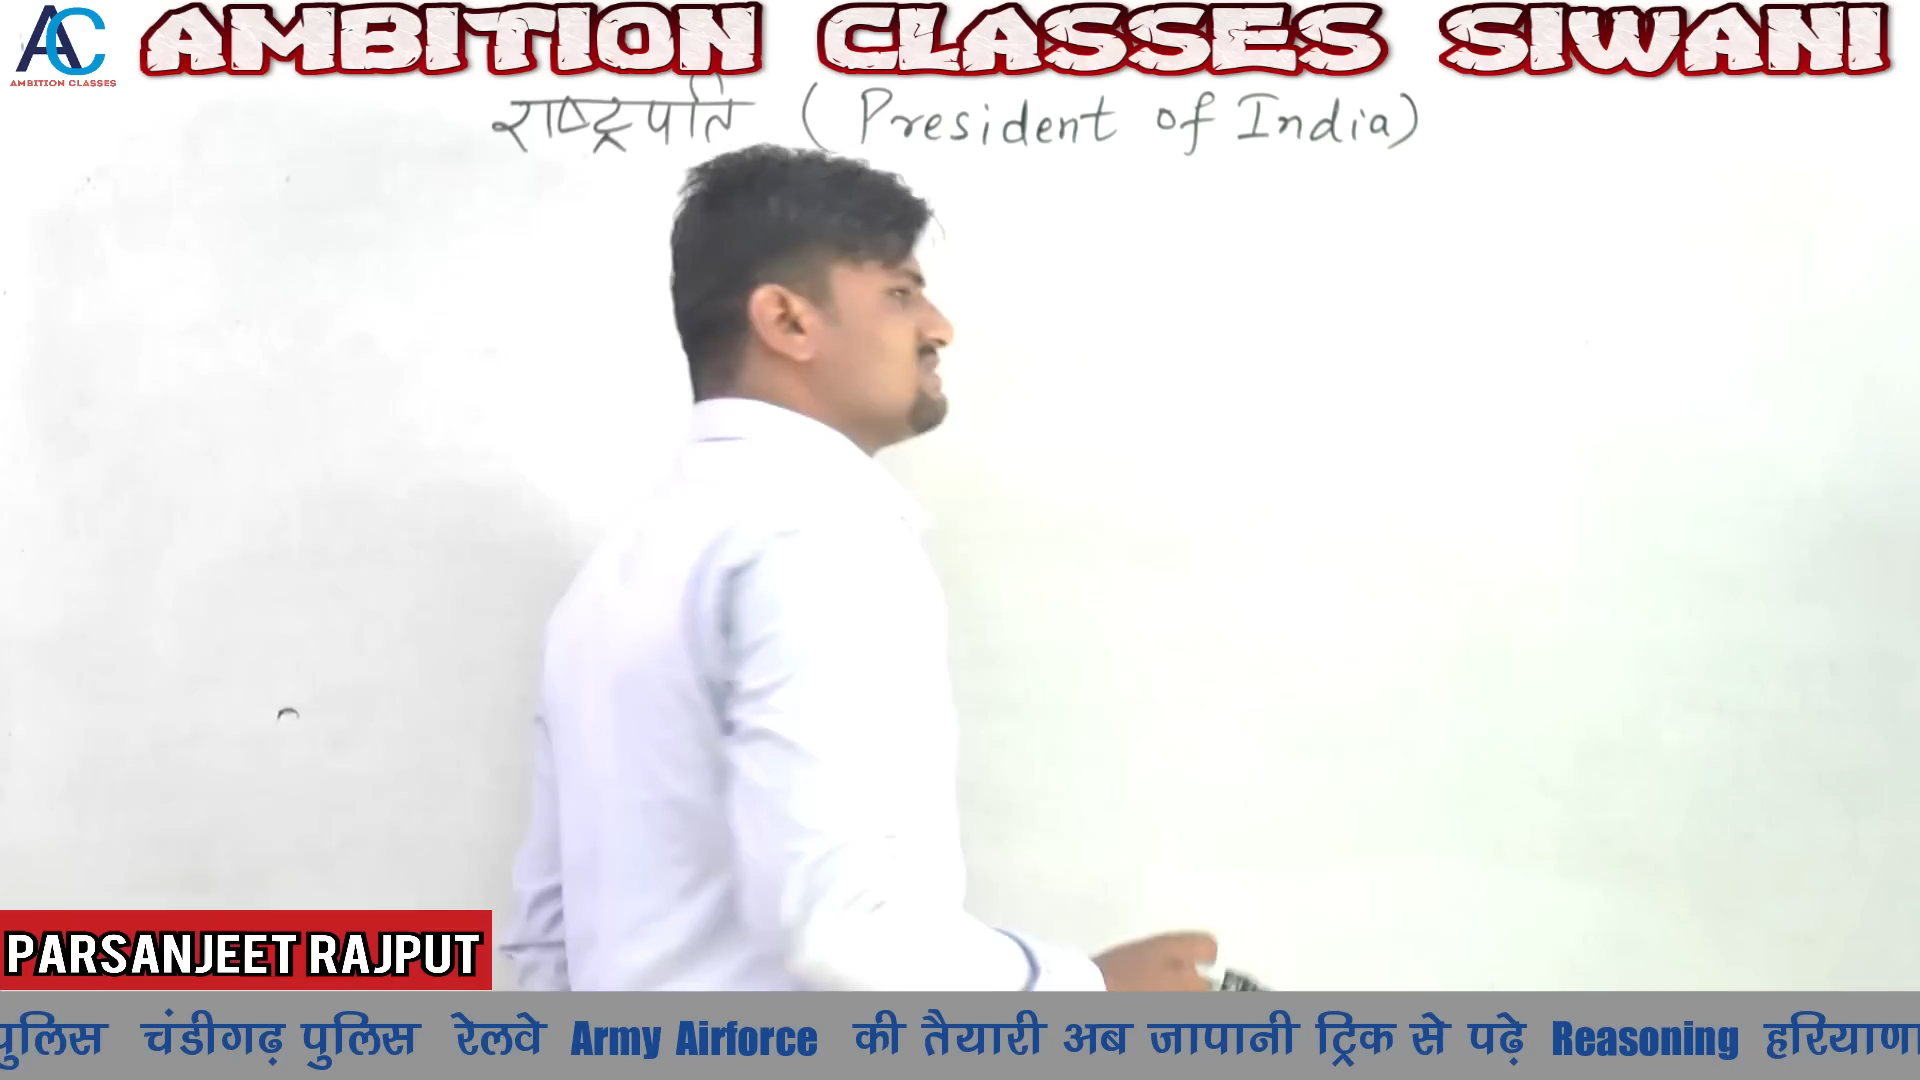 AMBITION CLASSES SIWANI
AMBITION CLASSES
राष्ट्रपति ( President of India)
PARSANJEET RAJPUT
पुलिस चंडीगढ़ पुलिस रेलवे Army Airforce की तैयारी अब जापानी ट्रिक से पढ़े Reasoning हरियाणा